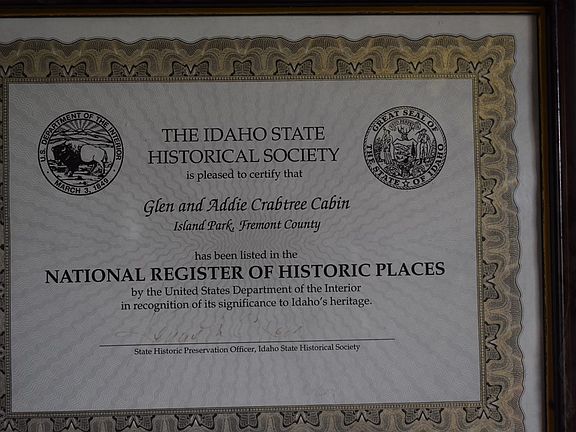 U.S. DEPARTMENT OF THE INTERIOR
MARCH 3, 1849
GREAT SEAL OF
THE STATE OF IDAHO
THE IDAHO STATE
HISTORICAL SOCIETY
is pleased to certify that
Glen and Addie Crabtree Cabin
Island Park, Fremont County
has been listed in the
NATIONAL REGISTER OF HISTORIC PLACES
by the United States Department of the Interior
in recognition of its significance to Idaho's heritage.
State Historic Preservation Officer, Idaho State Historical Society